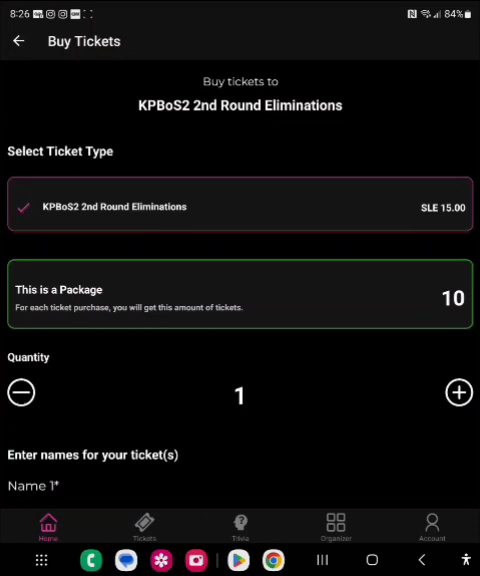 8:26
84%
Buy Tickets
Buy tickets to
KPBoS2 2nd Round Eliminations
Select Ticket Type
KPBoS2 2nd Round Eliminations
SLE 15.00
This is a Package
10
For each ticket purchase, you will get this amount of tickets.
Quantity
1
Enter names for your ticket(s)
Name 1*
Home Tickets Trivia Organizer Account